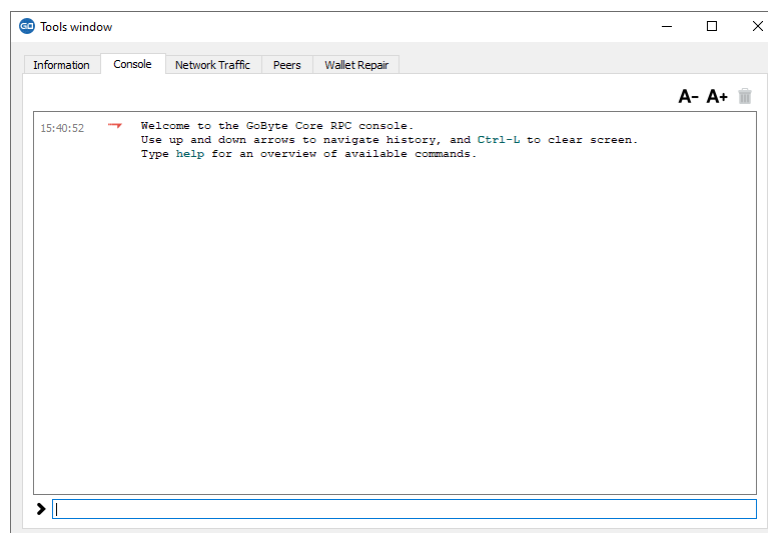 GO Tools window
Information Console Network Traffic Peers Wallet Repair
A- A+
15:40:52 Welcome to the GoByte Core RPC console.
Use up and down arrows to navigate history, and Ctrl-L to clear screen.
Type help for an overview of available commands.